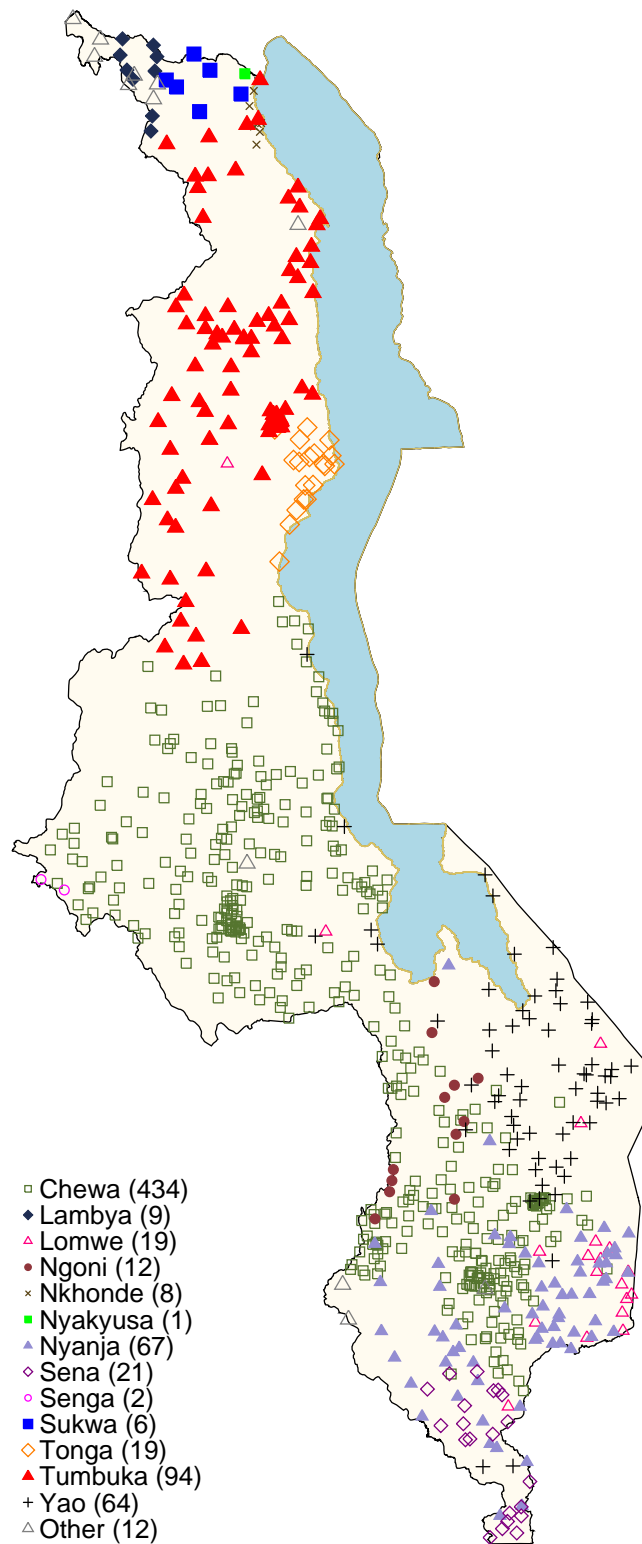 Chewa (434)
Lambya (9)
Lomwe (19)
Ngoni (12)
Nkhonde (8)
Nyakyusa (1)
Nyanja (67)
Sena (21)
Senga (2)
Sukwa (6)
Tonga (19)
Tumbuka (94)
Yao (64)
Other (12)